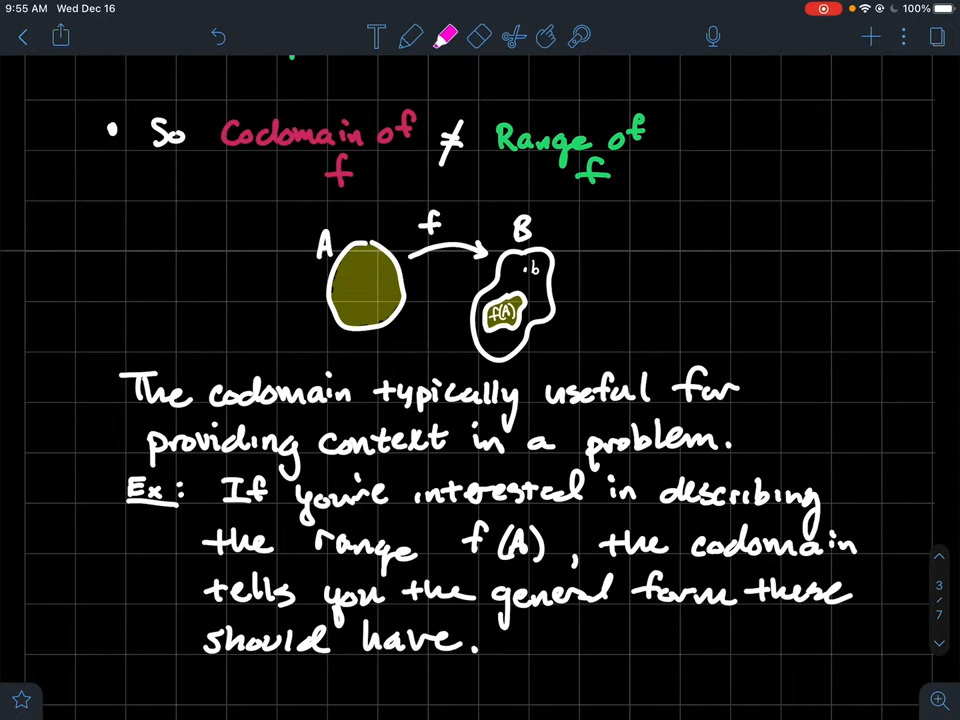 9:55 AM Wed Dec 16
100%
T
• So Codomain of f ≠ Range of f
f
A
B
.b
f(A)
The codomain typically useful for
providing context in a problem.
Ex: If you're interested in describing
the range f(A), the codomain
tells you the general form these
should have.
3
/
7